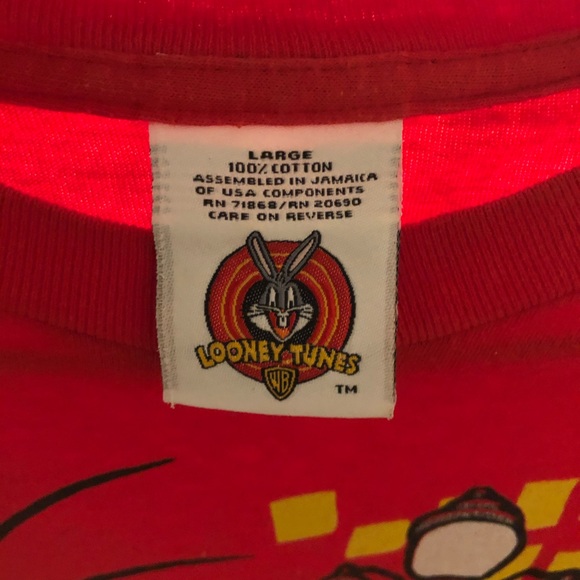 LARGE
100% COTTON
ASSEMBLED IN JAMAICA
OF USA COMPONENTS
RN 71868/RN 20690
CARE ON REVERSE
LOONEY TUNES
WB
TM